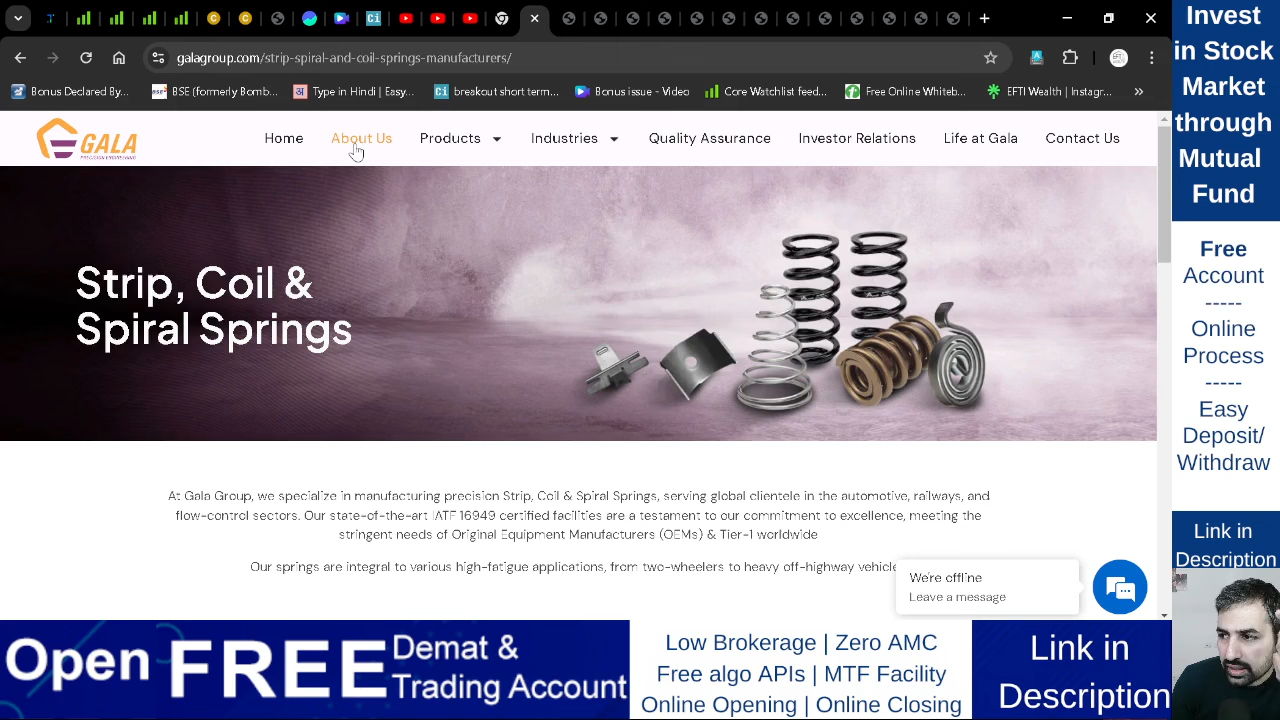 galagroup.com/strip-spiral-and-coil-springs-manufacturers/
Bonus Declared By...
BSE (formerly Bomb...
Type in Hindi | Easy...
breakout short term...
Bonus issue - Video
Core Watchlist feed...
Free Online Whiteb...
EFTI Wealth | Instagr...
GALA
PRECISION ENGINEERING
Home
About Us
Products
Industries
Quality Assurance
Investor Relations
Life at Gala
Contact Us
Strip, Coil &
Spiral Springs
At Gala Group, we specialize in manufacturing precision Strip, Coil & Spiral Springs, serving global clientele in the automotive, railways, and
flow-control sectors. Our state-of-the-art IATF 16949 certified facilities are a testament to our commitment to excellence, meeting the
stringent needs of Original Equipment Manufacturers (OEMs) & Tier-1 worldwide
Our springs are integral to various high-fatigue applications, from two-wheelers to heavy off-highway vehicle
We're offline
Leave a message
Invest
in Stock
Market
through
Mutual
Fund
Free
Account
-----
Online
Process
-----
Easy
Deposit/
Withdraw
Link in
Description
Open FREE
Demat &
Trading Account
Low Brokerage | Zero AMC
Free algo APIs | MTF Facility
Online Opening | Online Closing
Link in
Description